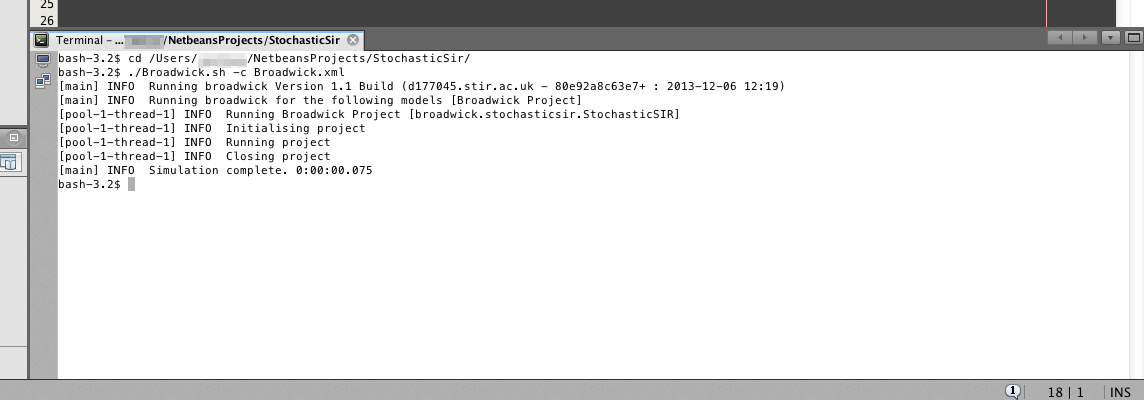 25
26
Terminal - ... /NetbeansProjects/StochasticSir
bash-3.2$ cd /Users/ /NetbeansProjects/StochasticSir/
bash-3.2$ ./Broadwick.sh -c Broadwick.xml
[main] INFO  Running broadwick Version 1.1 Build (d177045.stir.ac.uk - 80e92a8c63e7+ : 2013-12-06 12:19)
[main] INFO  Running broadwick for the following models [Broadwick Project]
[pool-1-thread-1] INFO  Running Broadwick Project [broadwick.stochasticsir.StochasticSIR]
[pool-1-thread-1] INFO  Initialising project
[pool-1-thread-1] INFO  Running project
[pool-1-thread-1] INFO  Closing project
[main] INFO  Simulation complete. 0:00:00.075
bash-3.2$
1 18 | 1 INS